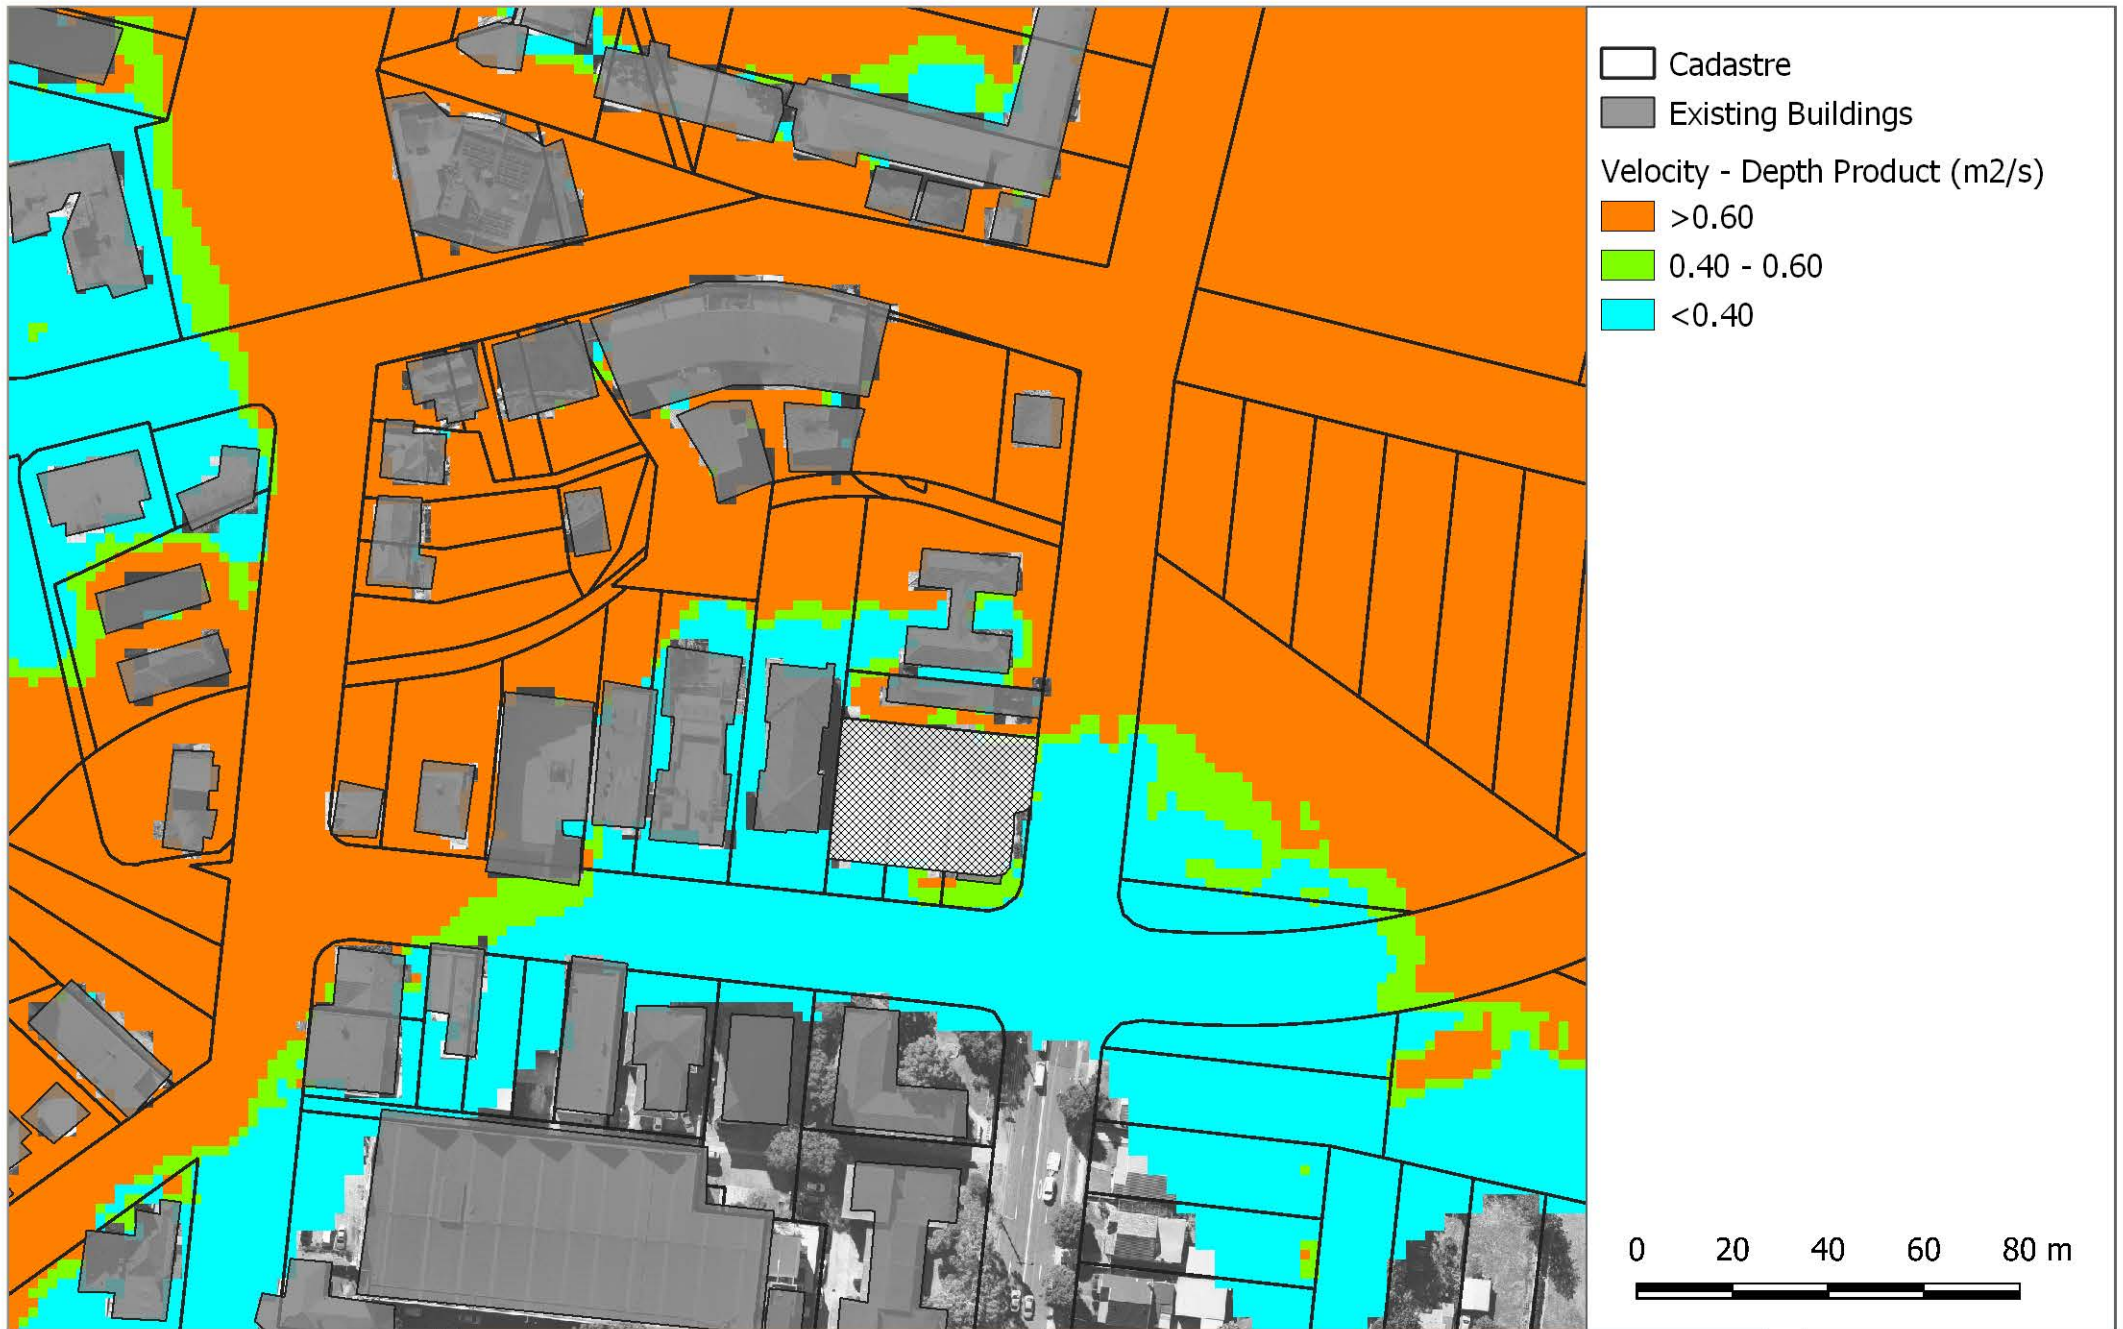 Cadastre
Existing Buildings
Velocity - Depth Product (m2/s)
>0.60
0.40 - 0.60
<0.40
0 20 40 60 80 m